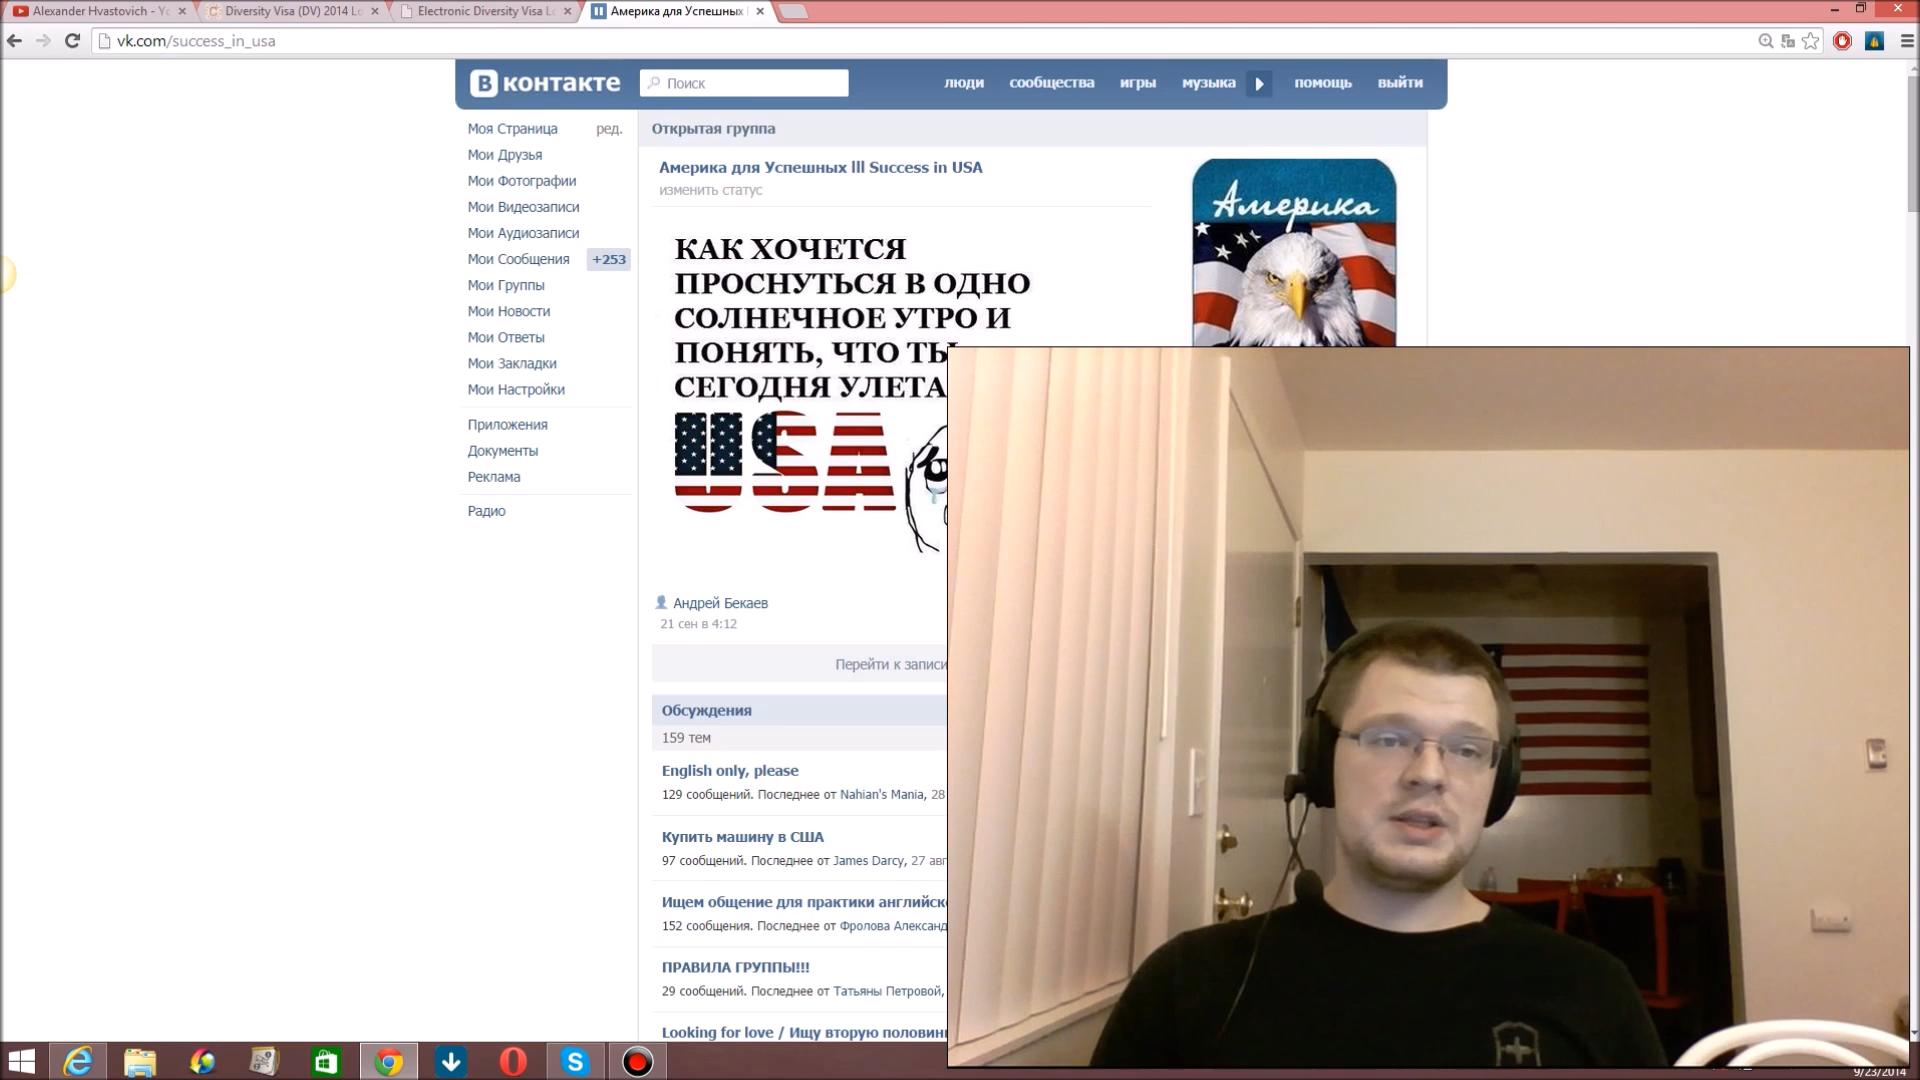 Alexander Hvastovich - Yo
Diversity Visa (DV) 2014 Lo
Electronic Diversity Visa Lo
Америка для Успешных l
vk.com/success_in_usa
В контакте
Поиск
люди
сообщества
игры
музыка
помощь
выйти
Моя Страница
ред.
Мои Друзья
Мои Фотографии
Мои Видеозаписи
Мои Аудиозаписи
Мои Сообщения
+253
Мои Группы
Мои Новости
Мои Ответы
Мои Закладки
Мои Настройки
Приложения
Документы
Реклама
Радио
Открытая группа
Америка для Успешных lll Success in USA
изменить статус
Америка
КАК ХОЧЕТСЯ
ПРОСНУТЬСЯ В ОДНО
СОЛНЕЧНОЕ УТРО И
ПОНЯТЬ, ЧТО ТЫ
СЕГОДНЯ УЛЕТА
USA
Андрей Бекаев
21 сен в 4:12
Перейти к записи
Обсуждения
159 тем
English only, please
129 сообщений. Последнее от Nahian's Mania, 28
Купить машину в США
97 сообщений. Последнее от James Darcy, 27 авг
Ищем общение для практики английск
152 сообщения. Последнее от Фролова Александ
ПРАВИЛА ГРУППЫ!!!
29 сообщений. Последнее от Татьяны Петровой,
Looking for love / Ищу вторую половин
9/23/2014